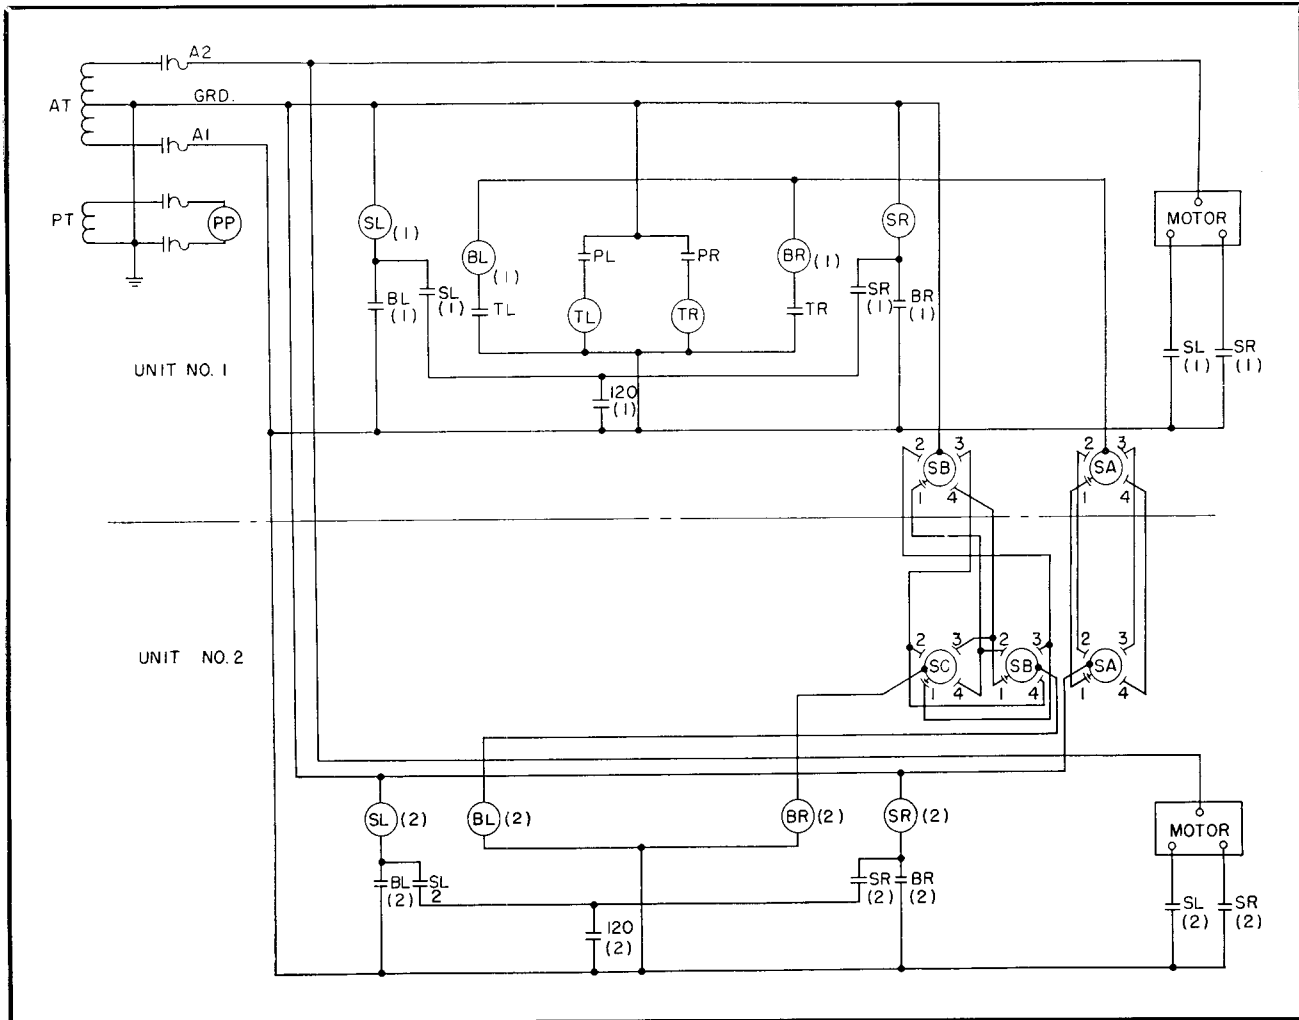 A2
AT
GRD.
A1
PT
PP
MOTOR
SL
(1)
SR
BL
(1)
PL
PR
BR
(1)
BL
(1)
SL
(1)
TL
TL
TR
TR
SR
(1)
BR
(1)
SL
(1)
SR
(1)
UNIT NO. 1
120
(1)
2
3
SB
1
4
2
3
SA
1
4
UNIT NO. 2
2
3
SC
1
4
2
3
SB
1
4
2
3
SA
1
4
SL (2)
BL (2)
BR (2)
SR (2)
MOTOR
BL
(2)
SL
2
SR
(2)
BR
(2)
SL
(2)
SR
(2)
120
(2)